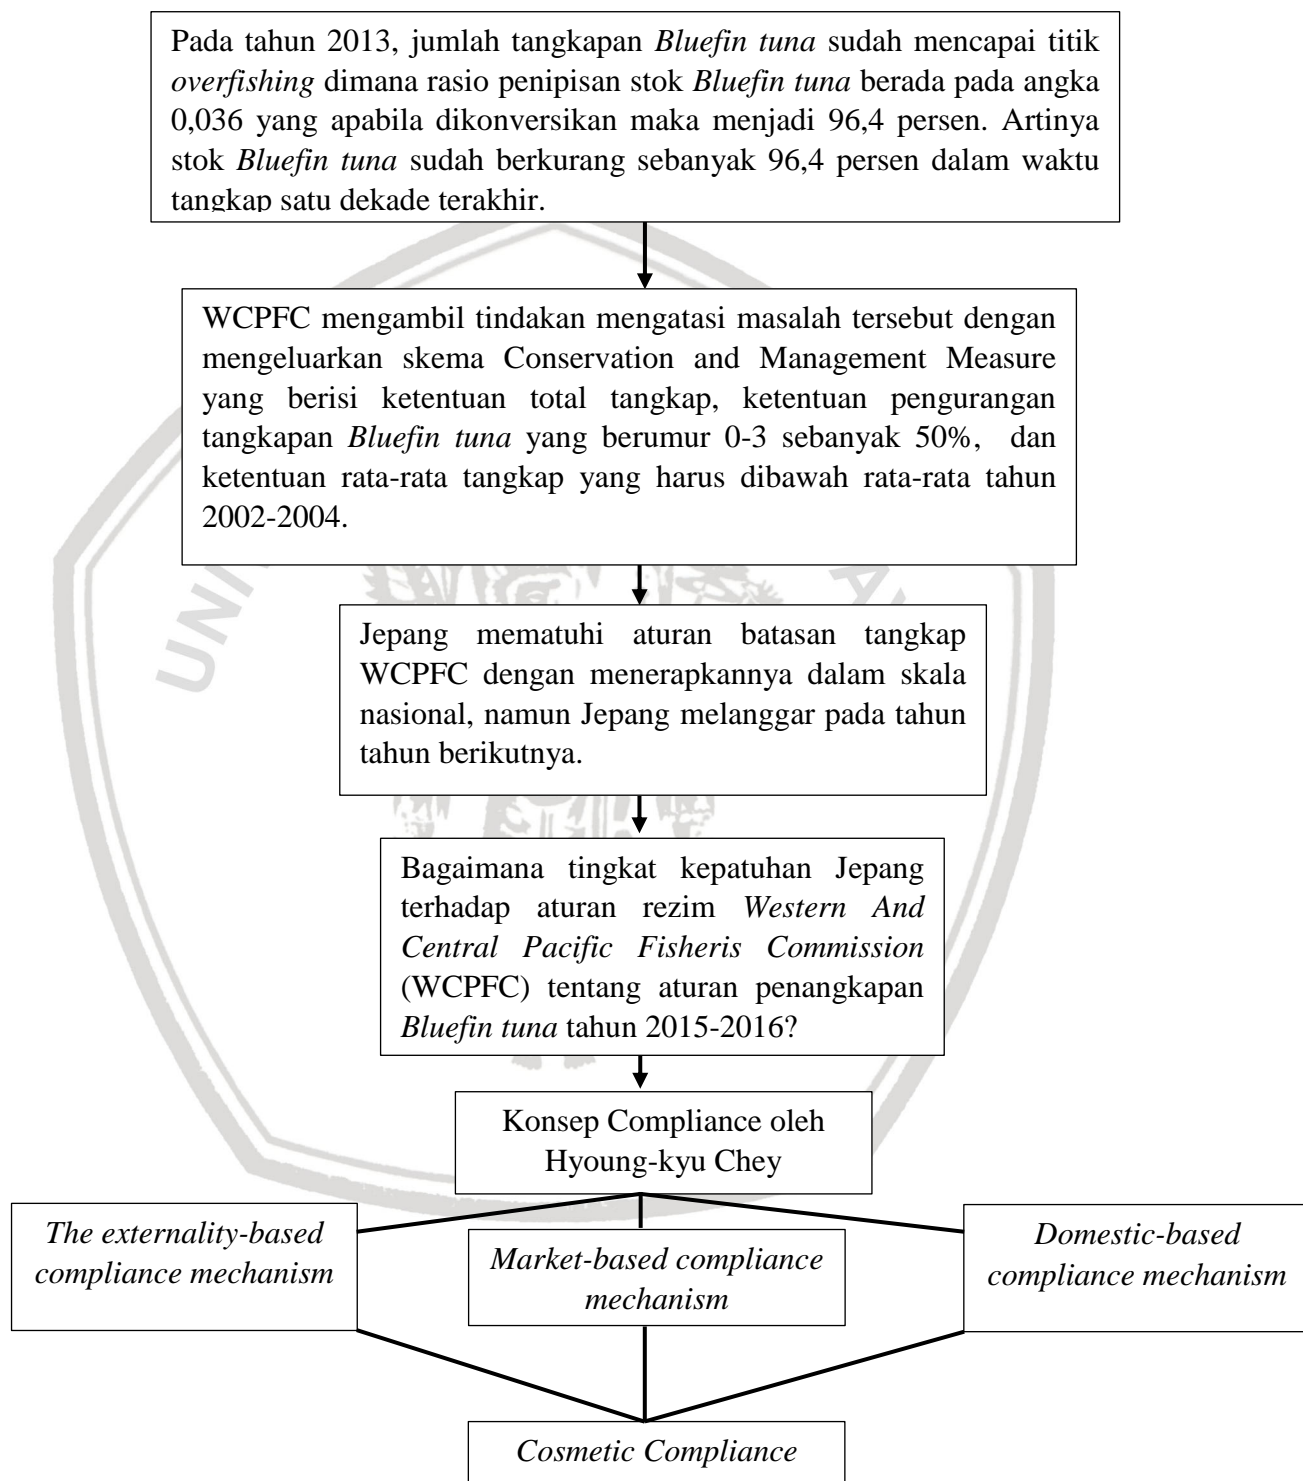 Pada tahun 2013, jumlah tangkapan Bluefin tuna sudah mencapai titik
overfishing dimana rasio penipisan stok Bluefin tuna berada pada angka
0,036 yang apabila dikonversikan maka menjadi 96,4 persen. Artinya
stok Bluefin tuna sudah berkurang sebanyak 96,4 persen dalam waktu
tangkap satu dekade terakhir.
WCPFC mengambil tindakan mengatasi masalah tersebut dengan
mengeluarkan skema Conservation and Management Measure
yang berisi ketentuan total tangkap, ketentuan pengurangan
tangkapan Bluefin tuna yang berumur 0-3 sebanyak 50%, dan
ketentuan rata-rata tangkap yang harus dibawah rata-rata tahun
2002-2004.
UNI
A
Jepang mematuhi aturan batasan tangkap
WCPFC dengan menerapkannya dalam skala
nasional, namun Jepang melanggar pada tahun
tahun berikutnya.
Bagaimana tingkat kepatuhan Jepang
terhadap aturan rezim Western And
Central Pacific Fisheris Commission
(WCPFC) tentang aturan penangkapan
Bluefin tuna tahun 2015-2016?
Konsep Compliance oleh
Hyoung-kyu Chey
The externality-based
compliance mechanism
Market-based compliance
mechanism
Domestic-based
compliance mechanism
Cosmetic Compliance